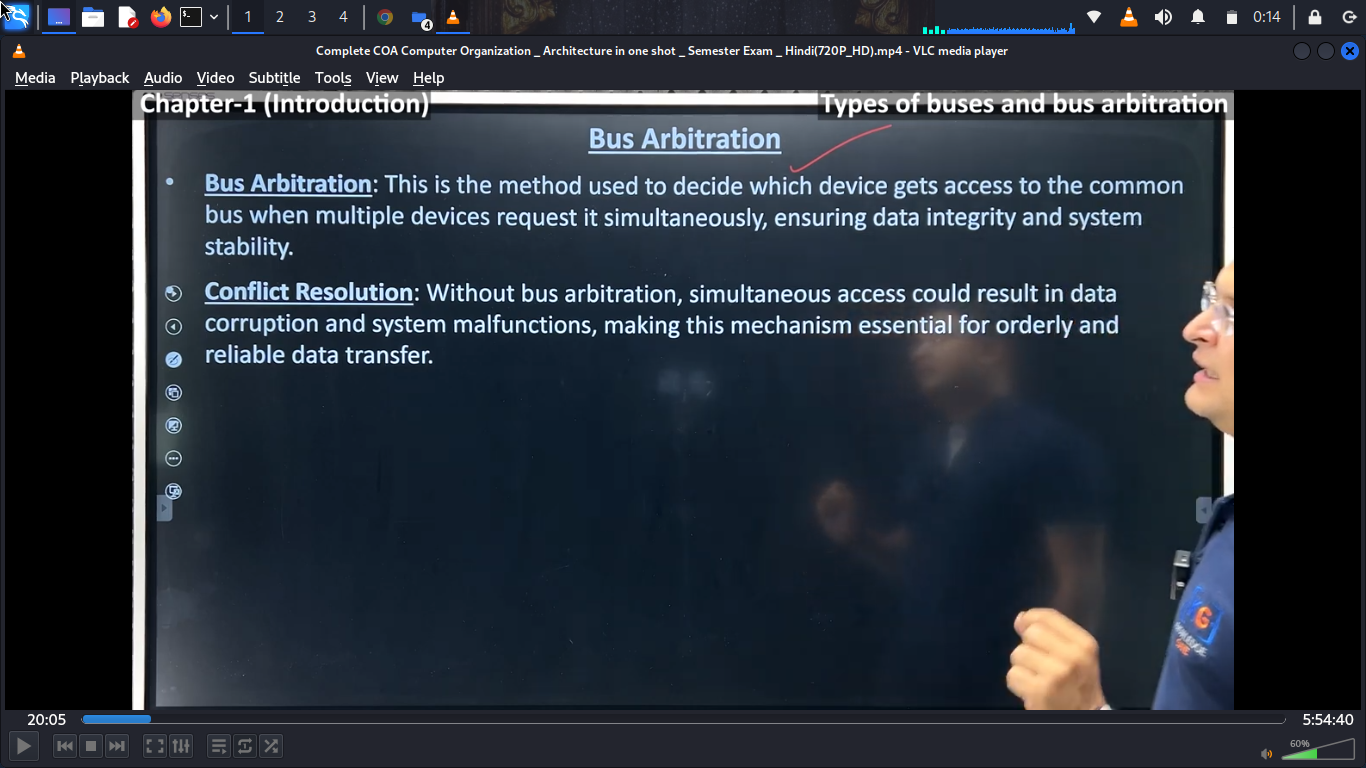 1 2 3 4 4 0:14
Complete COA Computer Organization _ Architecture in one shot _ Semester Exam _ Hindi(720P_HD).mp4 - VLC media player
Media Playback Audio Video Subtitle Tools View Help
Chapter-1 (Introduction) Types of buses and bus arbitration
Bus Arbitration
• Bus Arbitration: This is the method used to decide which device gets access to the common
bus when multiple devices request it simultaneously, ensuring data integrity and system
stability.
Conflict Resolution: Without bus arbitration, simultaneous access could result in data
corruption and system malfunctions, making this mechanism essential for orderly and
reliable data transfer.
G
20:05 5:54:40
60%